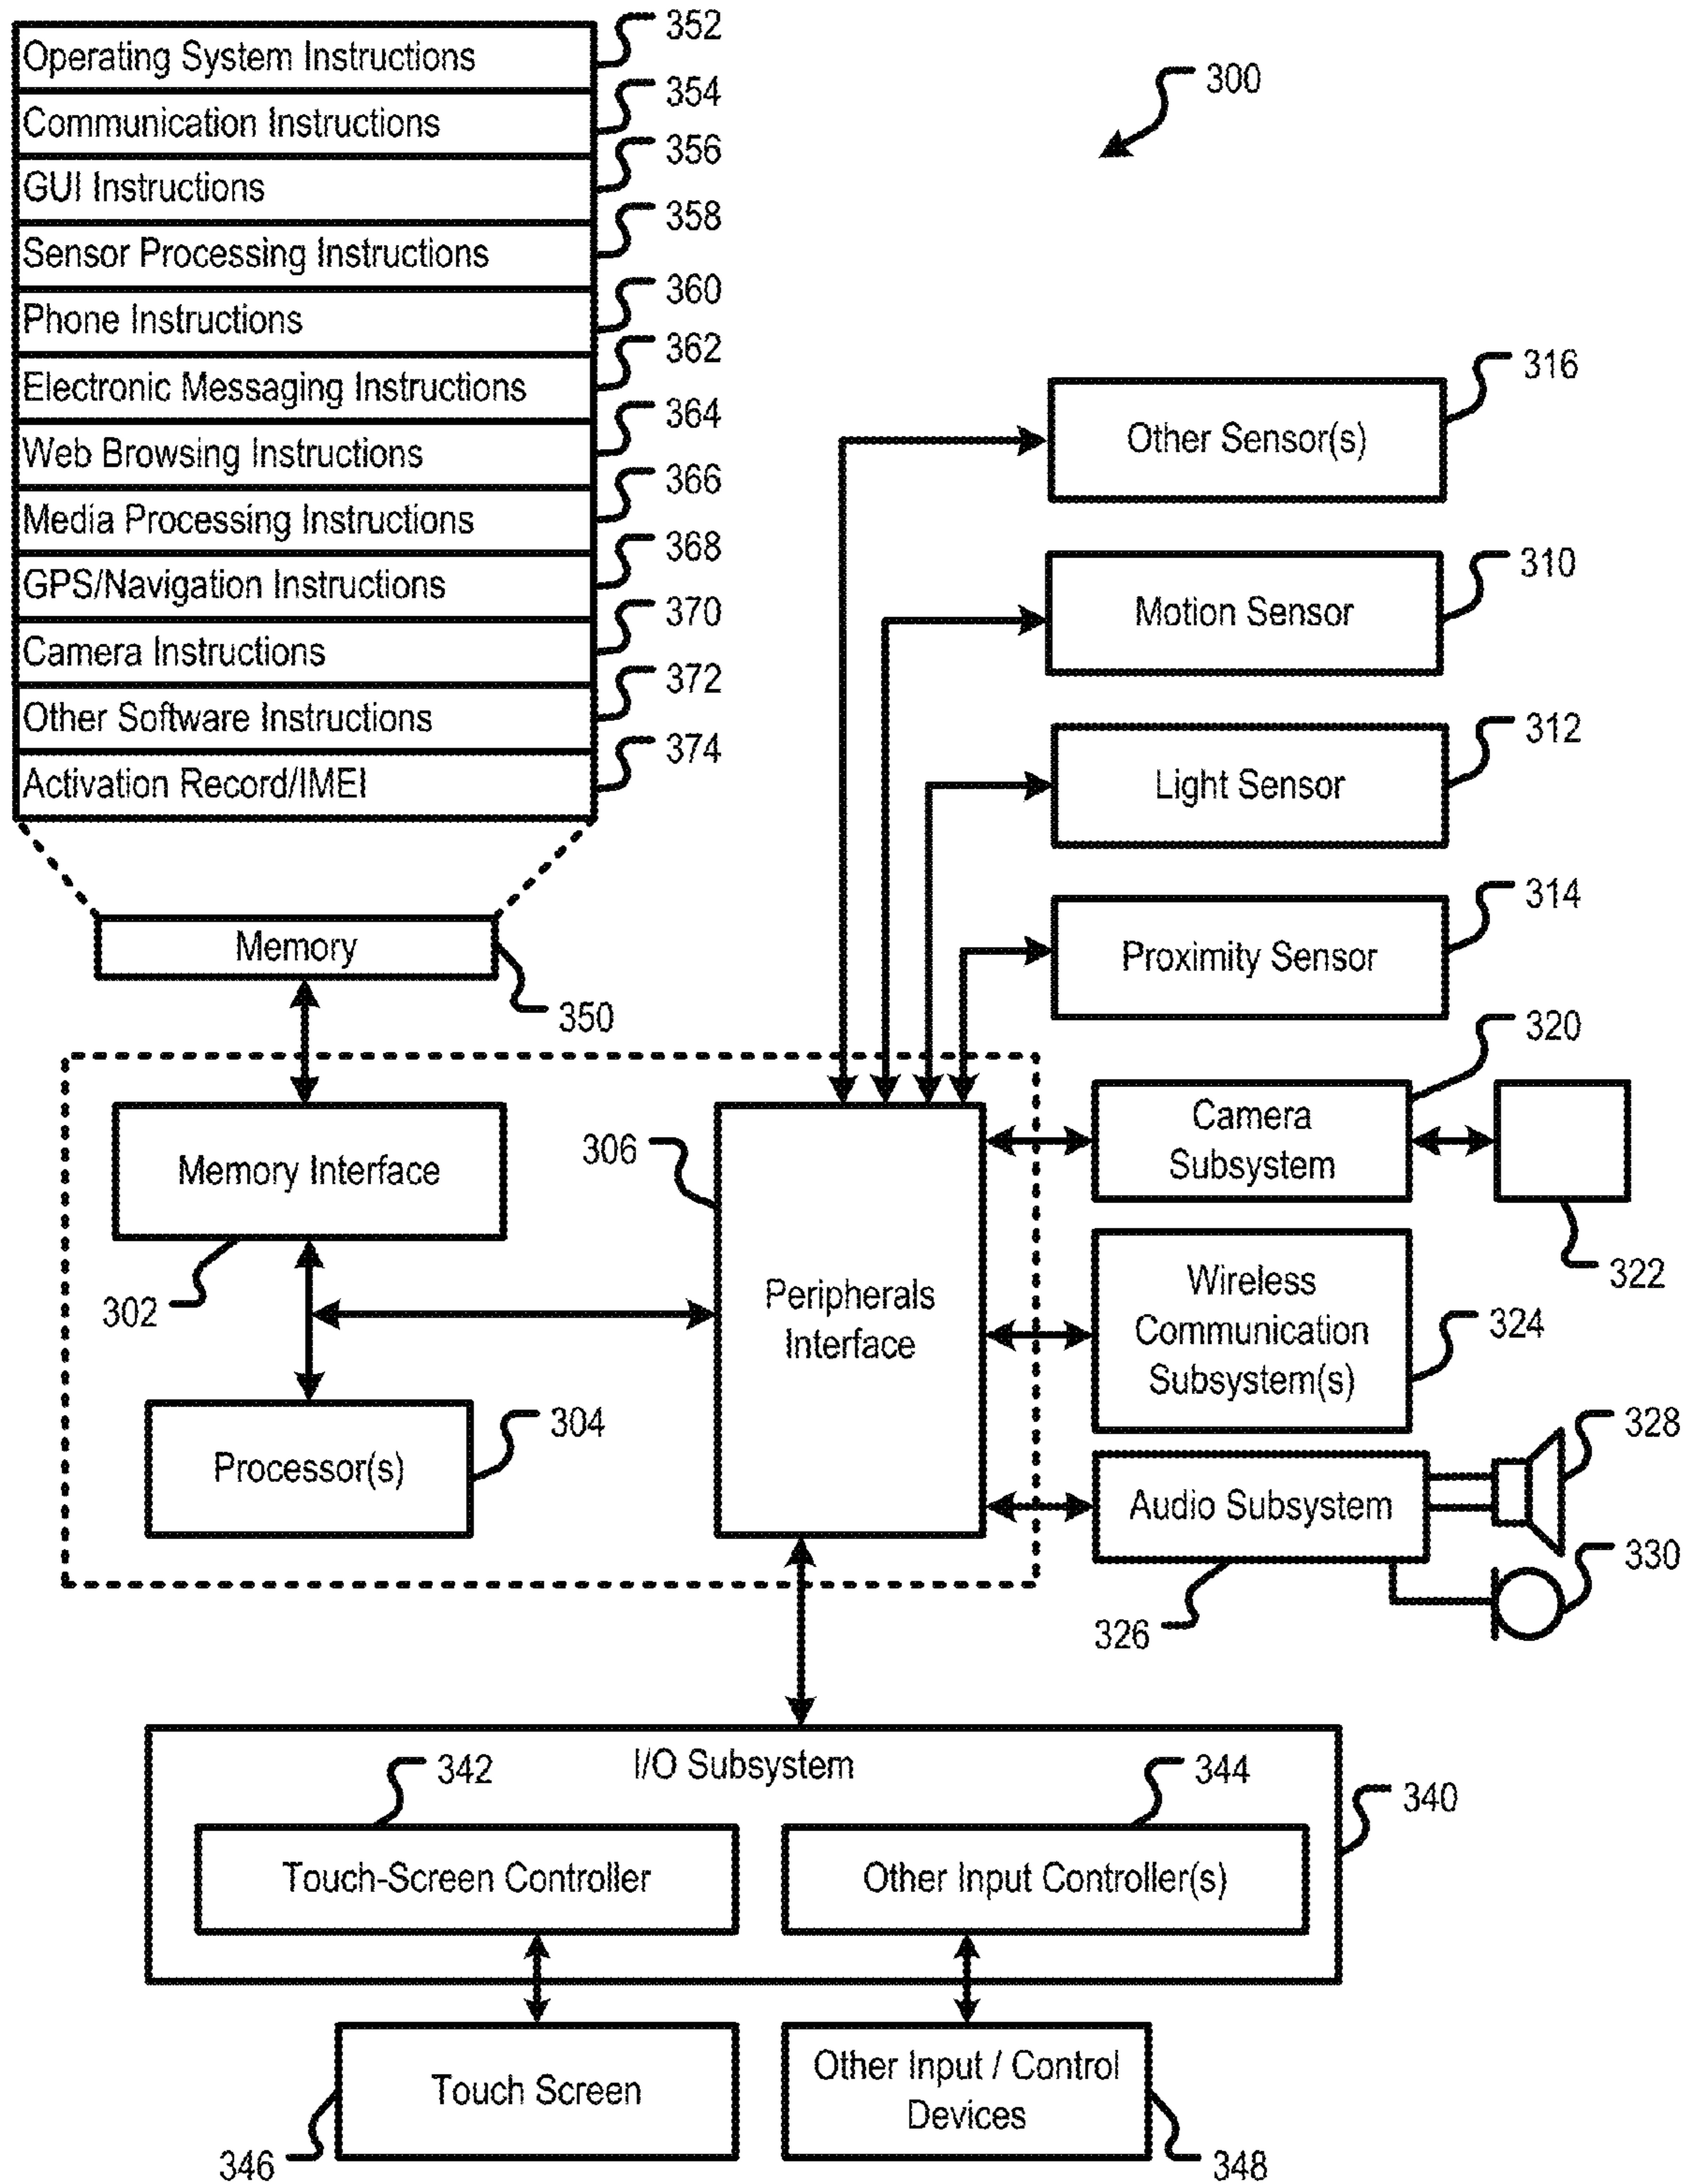 352
Operating System Instructions
300
354
Communication Instructions
356
GUI Instructions
358
Sensor Processing Instructions
360
Phone Instructions
362
Electronic Messaging Instructions
316
364
Other Sensor(s)
Web Browsing Instructions
366
Media Processing Instructions
368
310
GPS/Navigation Instructions
370
Motion Sensor
Camera Instructions
372
Other Software Instructions
312
374
Activation Record/IMEI
Light Sensor
314
Memory
Proximity Sensor
350
320
Camera
Subsystem
306
Memory Interface
322
302
Peripherals
Interface
Wireless
Communication
Subsystem(s)
324
304
328
Processor(s)
Audio Subsystem
330
326
I/O Subsystem
342
344
340
Touch-Screen Controller
Other Input Controller(s)
Touch Screen
Other Input / Control
Devices
346
348